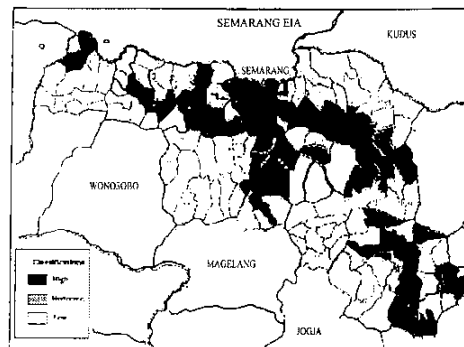 SEMARANG EIA
KUDUS
SEMARANG
WONOSOBO
MAGELANG
JOGJA
High
Low